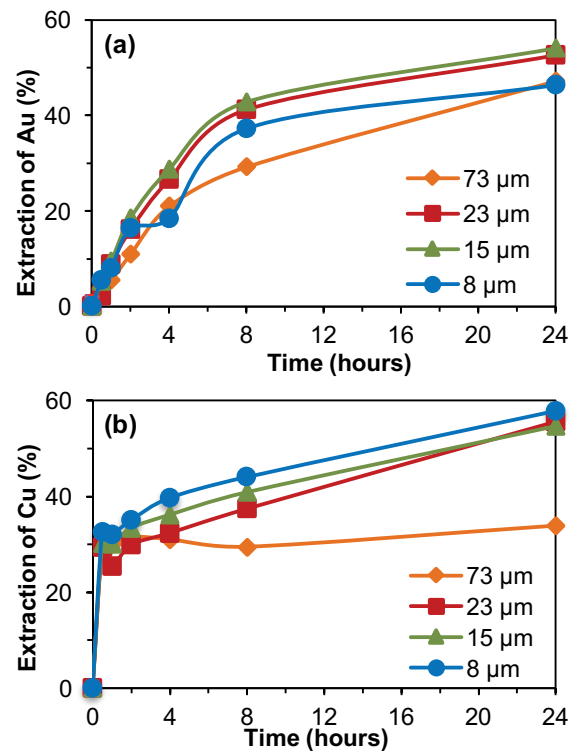 (a)
Extraction of Au (%)
60
40
20
0
73 µm
23 µm
15 µm
8 µm
0 4 8 12 16 20 24
Time (hours)
(b)
Extraction of Cu (%)
60
40
20
0
73 µm
23 µm
15 µm
8 µm
0 4 8 12 16 20 24
Time (hours)